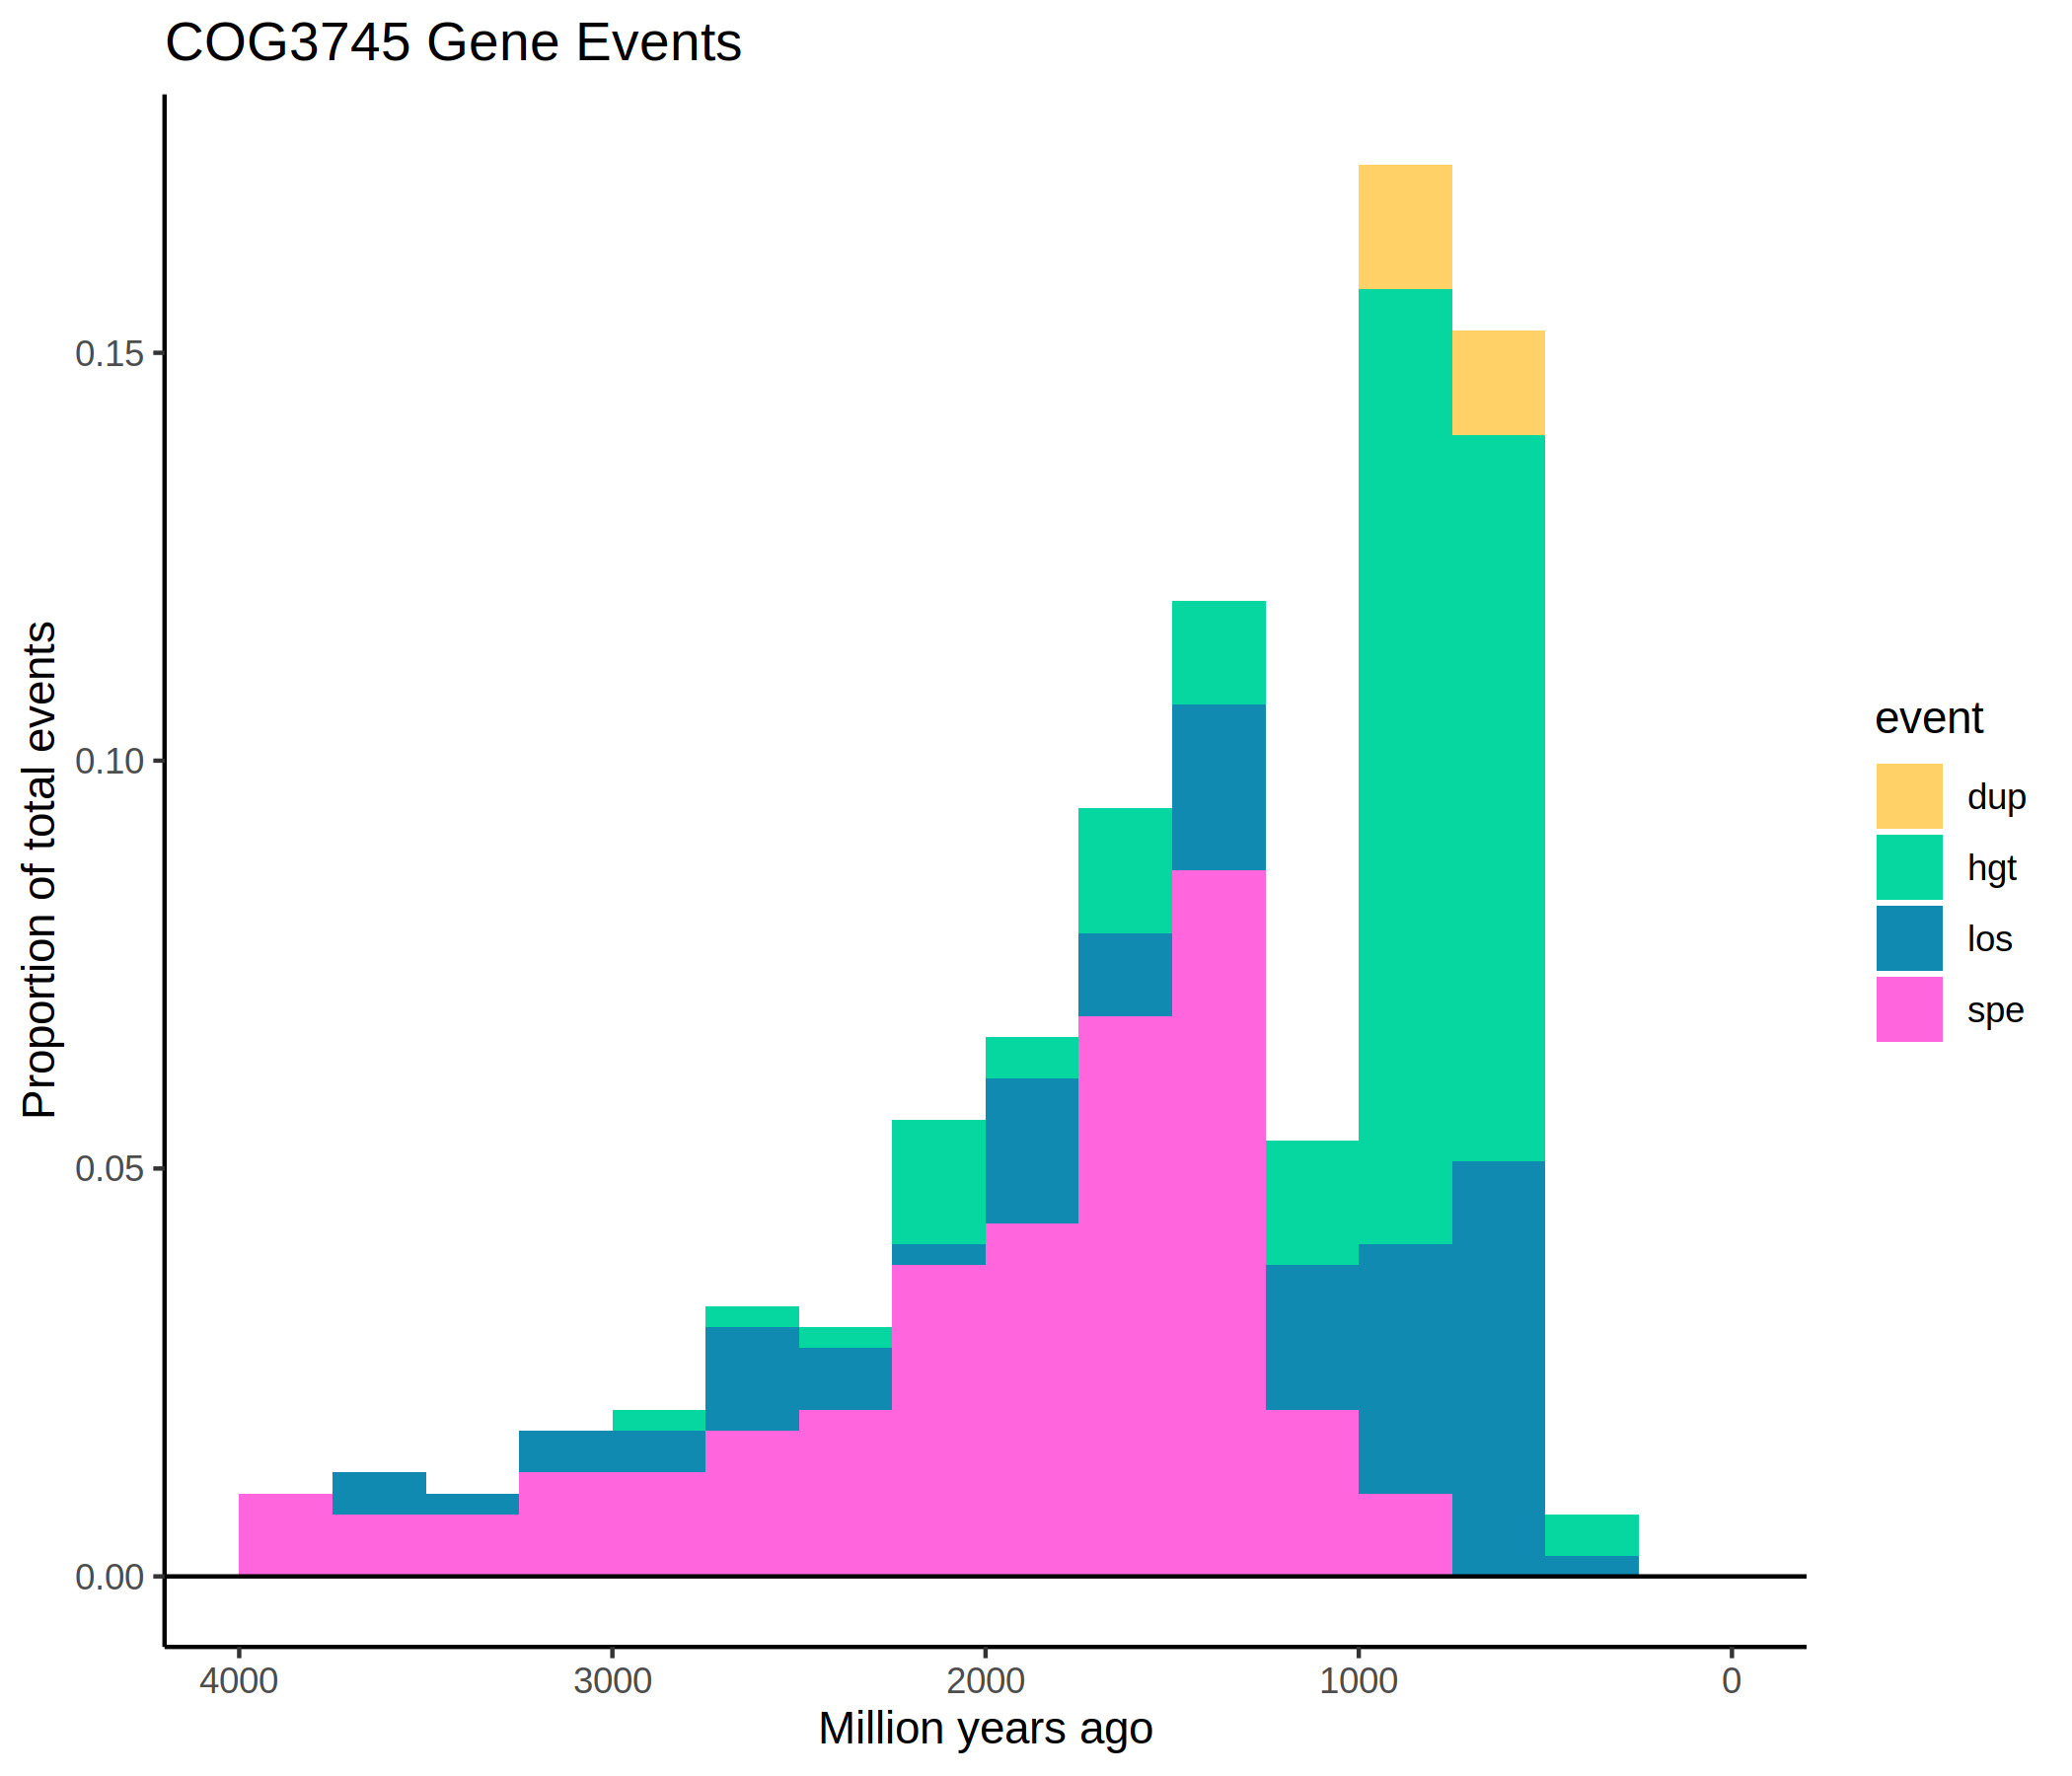 COG3745 Gene Events
Proportion of total events
0.15
0.10
0.05
0.00
4000 3000 2000 1000 0
Million years ago
event
dup
hgt
los
spe